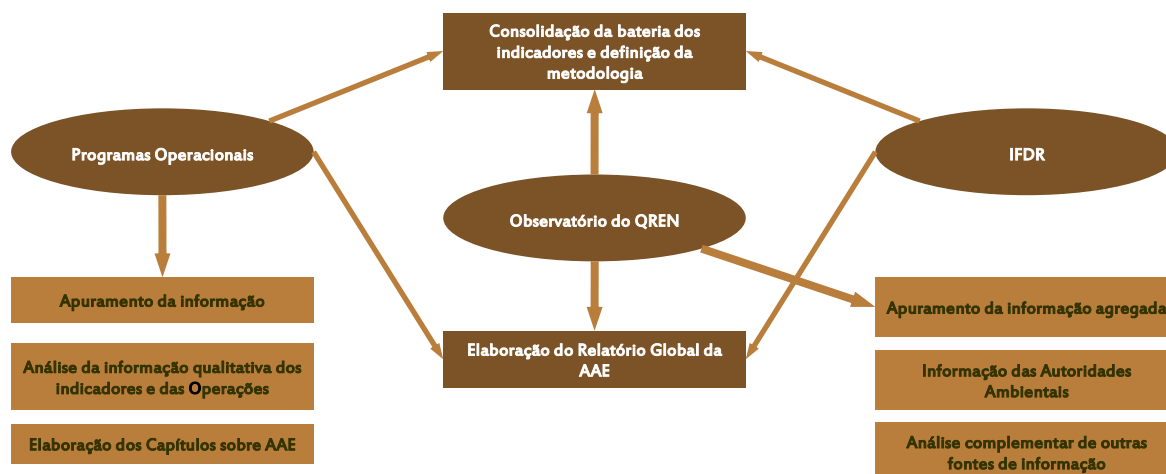 Consolidação da bateria dos
indicadores e definição da
metodologia
Programas Operacionais
IFDR
Observatório do QREN
Apuramento da informação
Apuramento da informação agregada
Elaboração do Relatório Global da
AAE
Análise da informação qualitativa dos
indicadores e das Operações
Informação das Autoridades
Ambientais
Elaboração dos Capítulos sobre AAE
Análise complementar de outras
fontes de informação